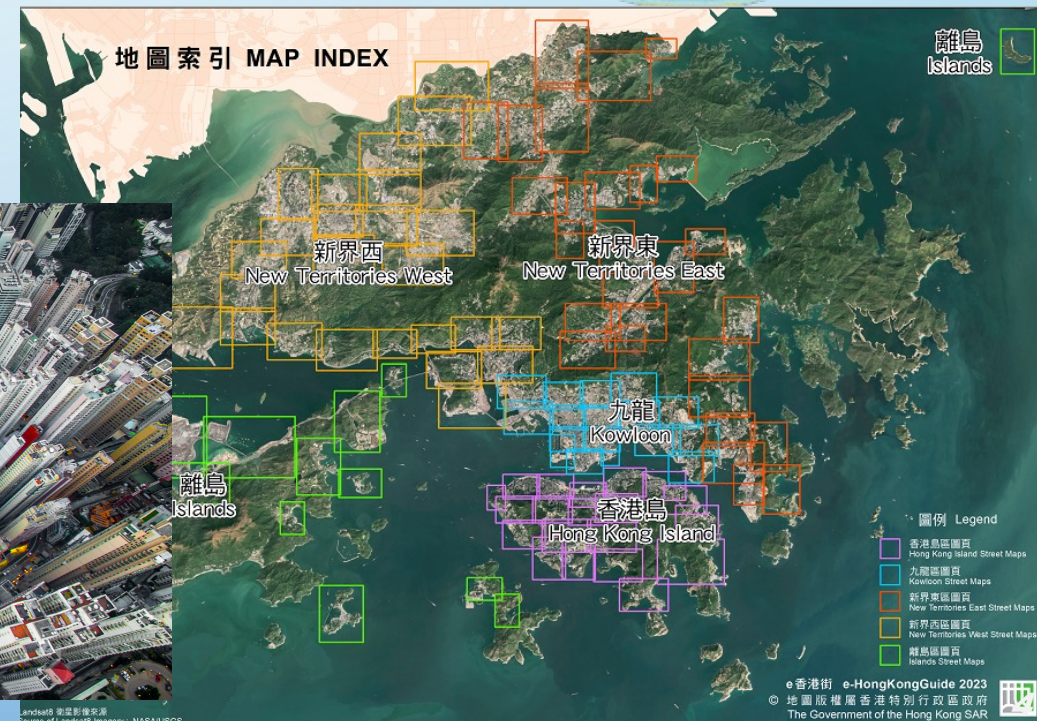 地圖索引 MAP INDEX
離島
Islands
新界西
New Territories West
新界東
New Territories East
九龍
Kowloon
離島
Islands
香港島
Hong Kong Island
圖例 Legend
香港島區圖頁
Hong Kong Island Street Maps
九龍區圖頁
Kowloon Street Maps
新界東區圖頁
New Territories East Street Maps
新界西區圖頁
New Territories West Street Maps
離島區圖頁
Islands Street Maps
e香港街 e-HongKongGuide 2023
© 地圖版權屬香港特別行政區政府
The Government of the Hong Kong SAR
Landsat8 衛星影像來源
Source of Landsat8 Imagery : NASA/USGS